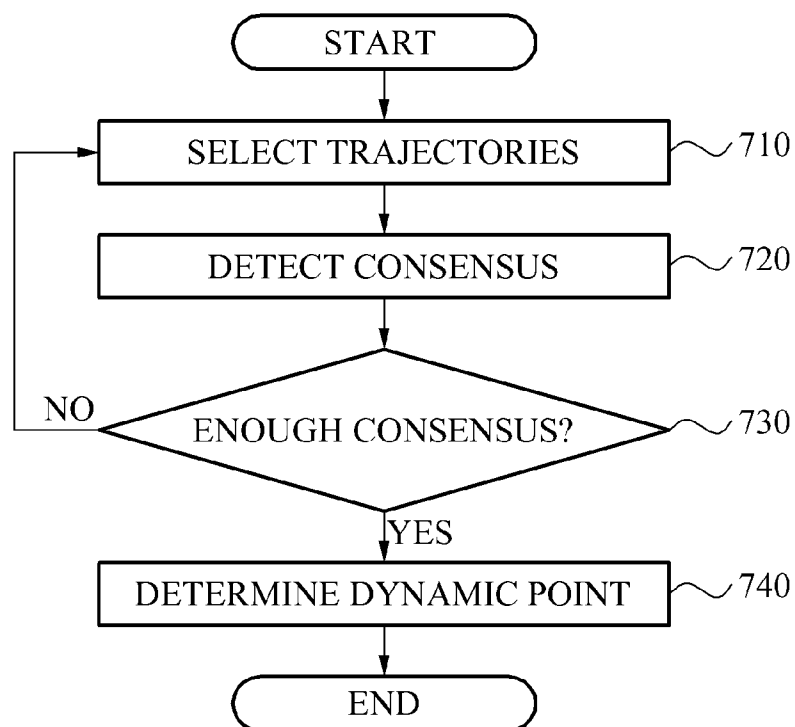 START
SELECT TRAJECTORIES
710
DETECT CONSENSUS
720
ENOUGH CONSENSUS?
730
NO
YES
DETERMINE DYNAMIC POINT
740
END